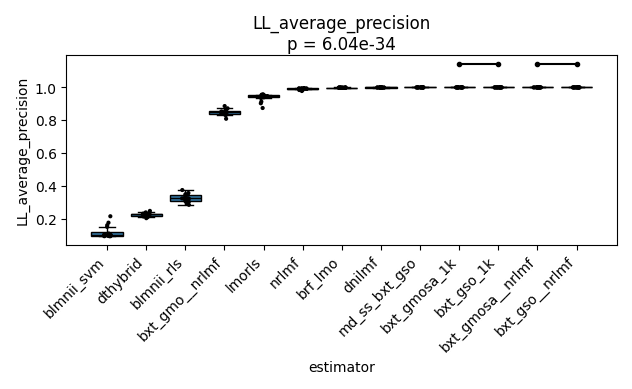 LL_average_precision
p = 6.04e-34
LL_average_precision
1.0
0.8
0.6
0.4
0.2
blmnii_svm
dthybrid
blmnii_rls
bxt_gmo__nrlmf
lmorls
nrlmf
brf_lmo
dnilmf
md_ss_bxt_gso
bxt_gmosa_1k
bxt_gso_1k
bxt_gmosa__nrlmf
bxt_gso__nrlmf
estimator